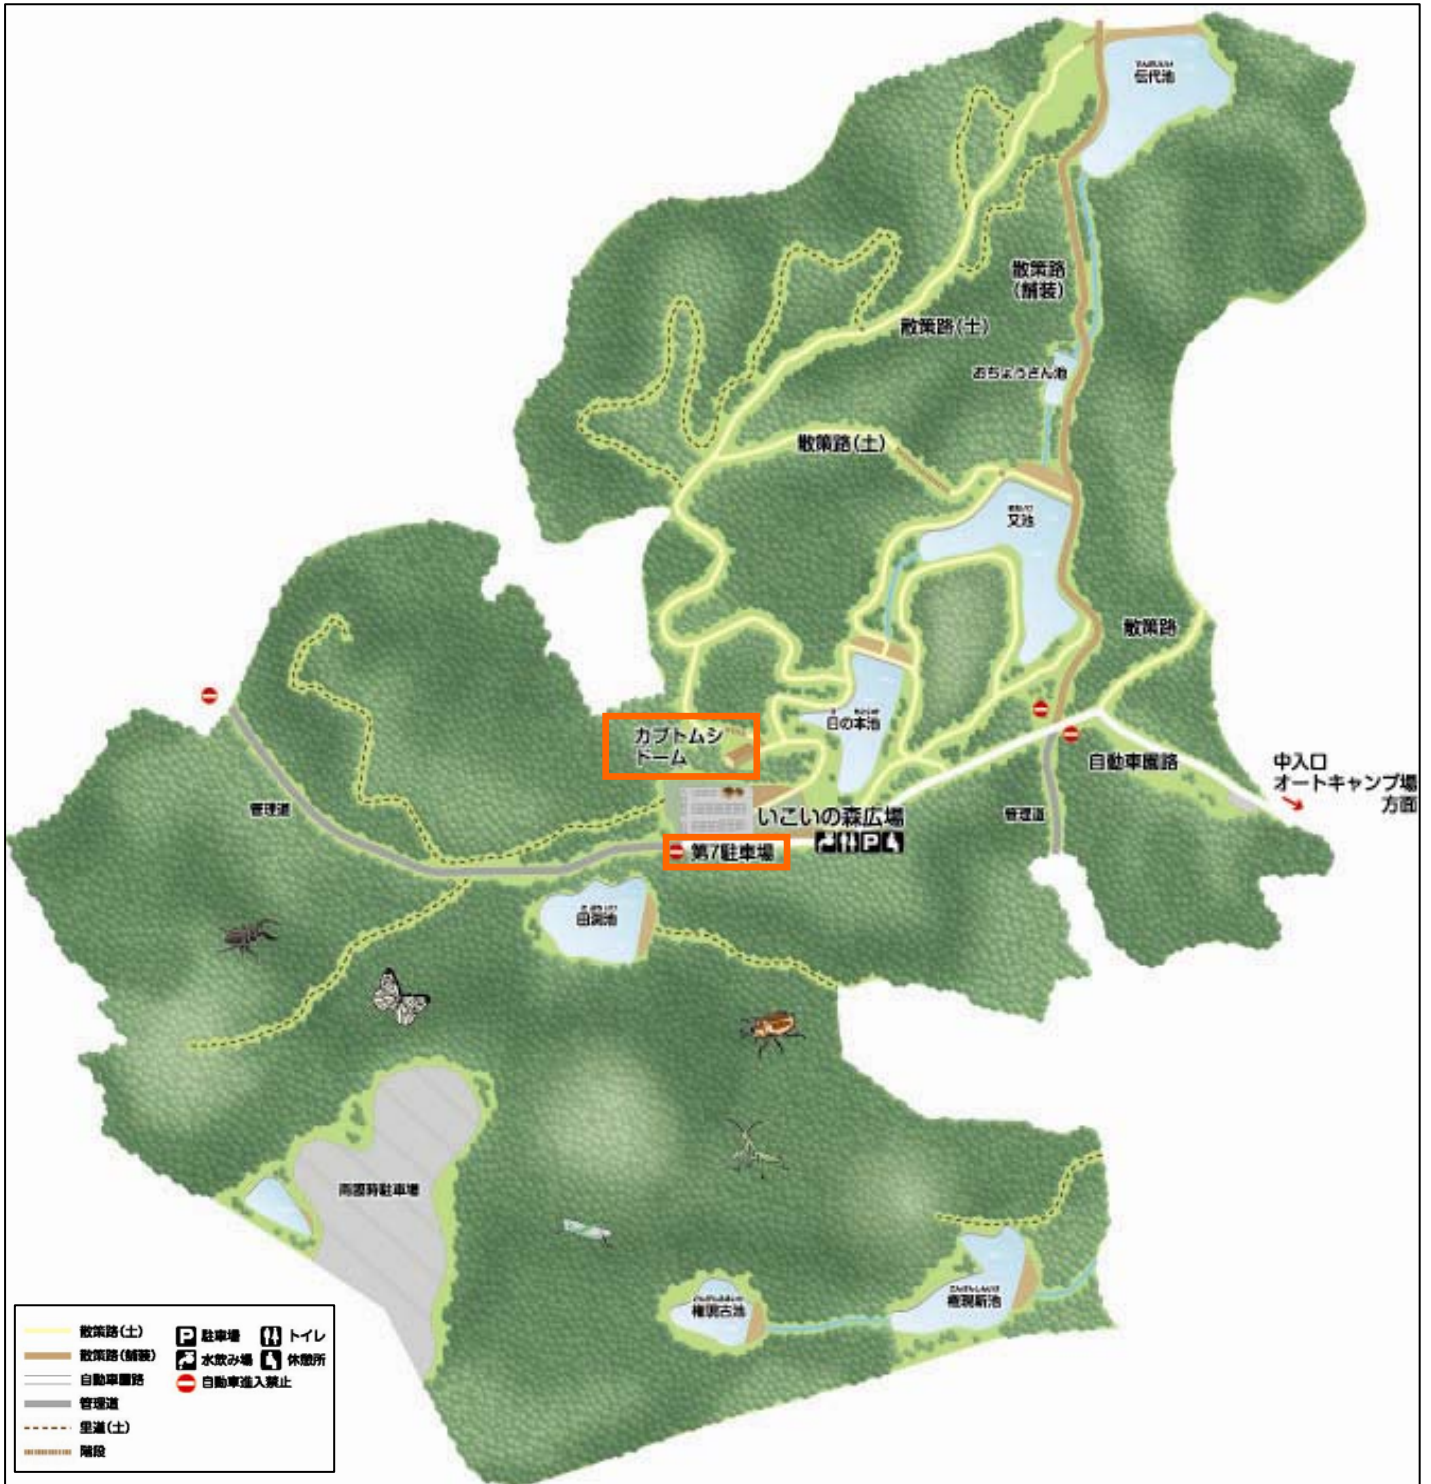 伝代池
散策路
(舗装)
散策路(土)
おちょうさん池
散策路(土)
又池
散策路
カブトムシ
ドーム
日の本池
自動車園路
中入口
オートキャンプ場
方面
管理道
いこいの森広場
管理道
P
第7駐車場
田渕池
雨天時駐車場
権現古池
権現新池
散策路(土)
散策路(舗装)
自動車園路
管理道
里道(土)
階段
P 駐車場
トイレ
水飲み場
休憩所
自動車進入禁止